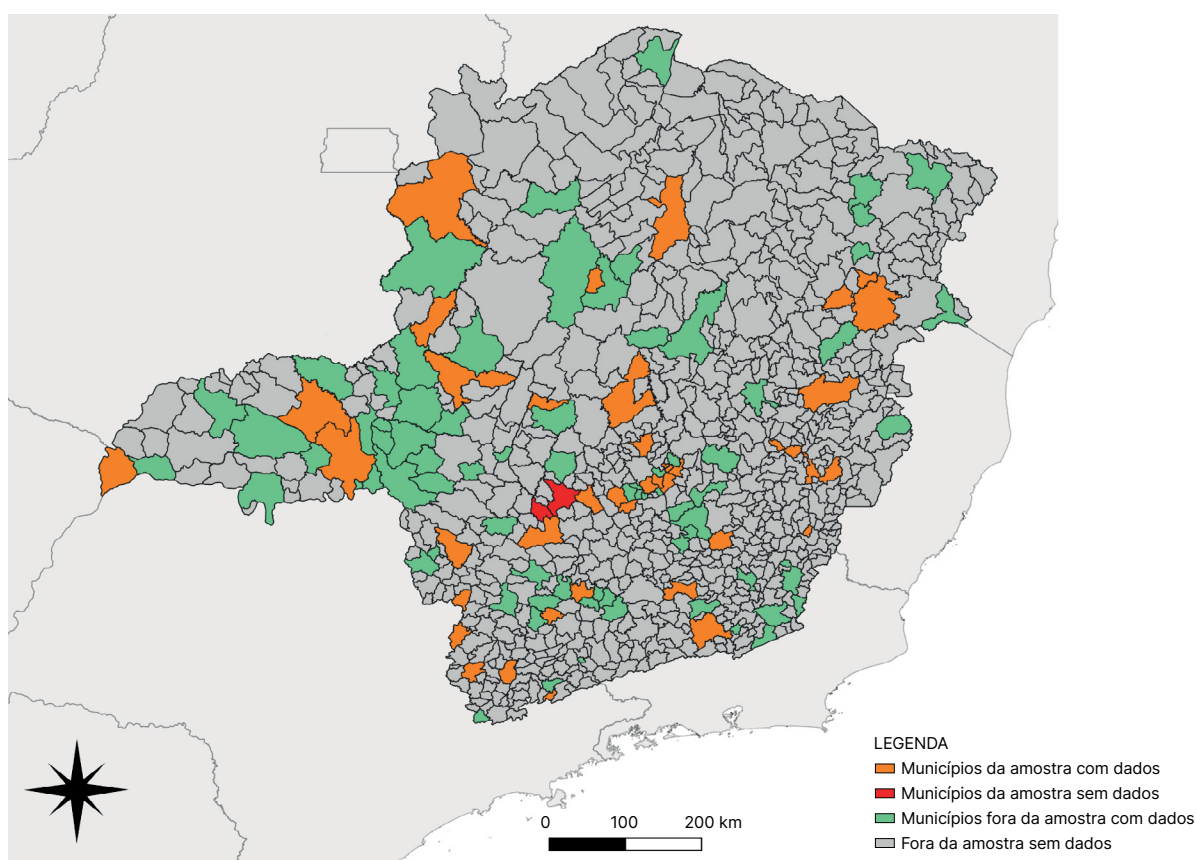 LEGENDA
Municípios da amostra com dados
Municípios da amostra sem dados
Municípios fora da amostra com dados
Fora da amostra sem dados
0 100 200 km